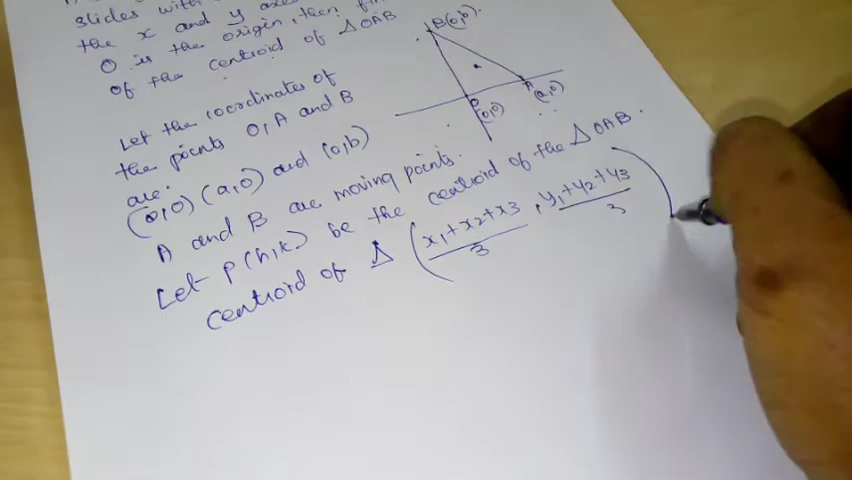 slides with
the x and y axes
O is the origin, then
of the centroid of Δ OAB
B(0,b).
A
(a,0)
O
(0,0)
Let the coordinates of
the points O, A and B
are:
(0,0) (a,0) and (0,b)
A and B are moving points.
Let P(h,k) be the centroid of the Δ OAB.
centroid of Δ (x1+x2+x3/3, y1+y2+y3/3)